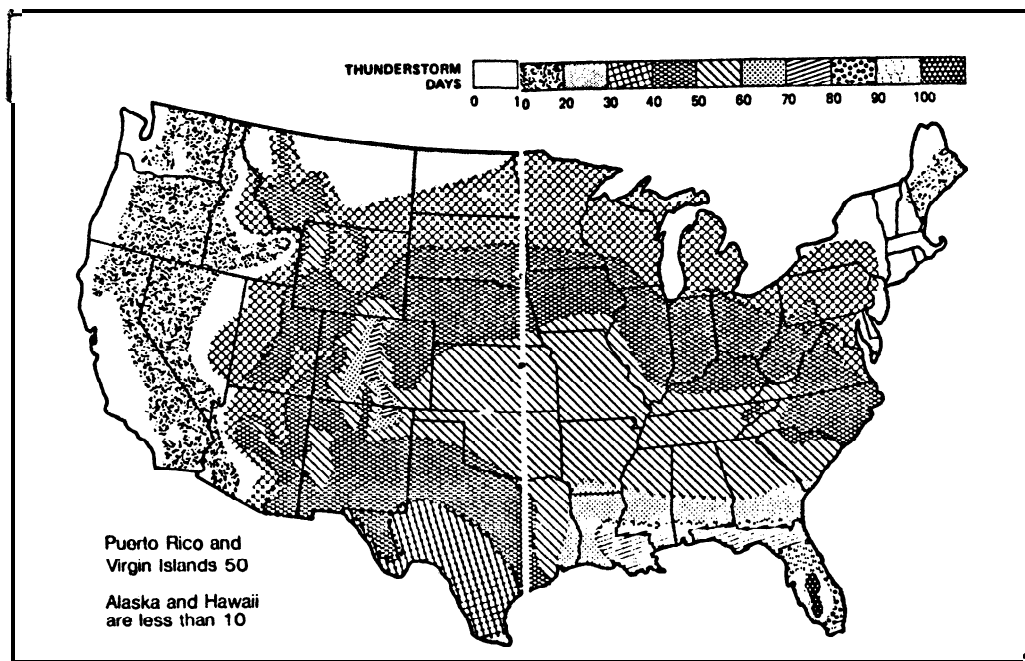 THUNDERSTORM
DAYS
0 10 20 30 40 50 60 70 80 90 100
Puerto Rico and
Virgin Islands 50
Alaska and Hawaii
are less than 10